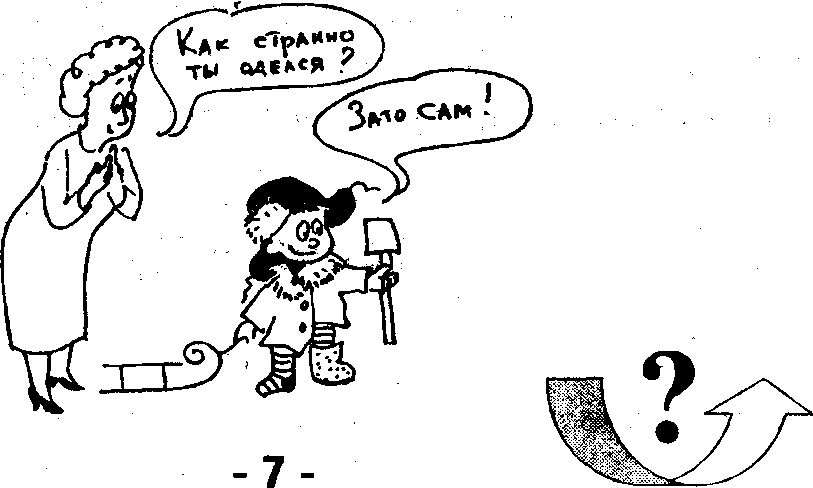 Как странно
ты оделся?
Зато сам!
?
- 7 -